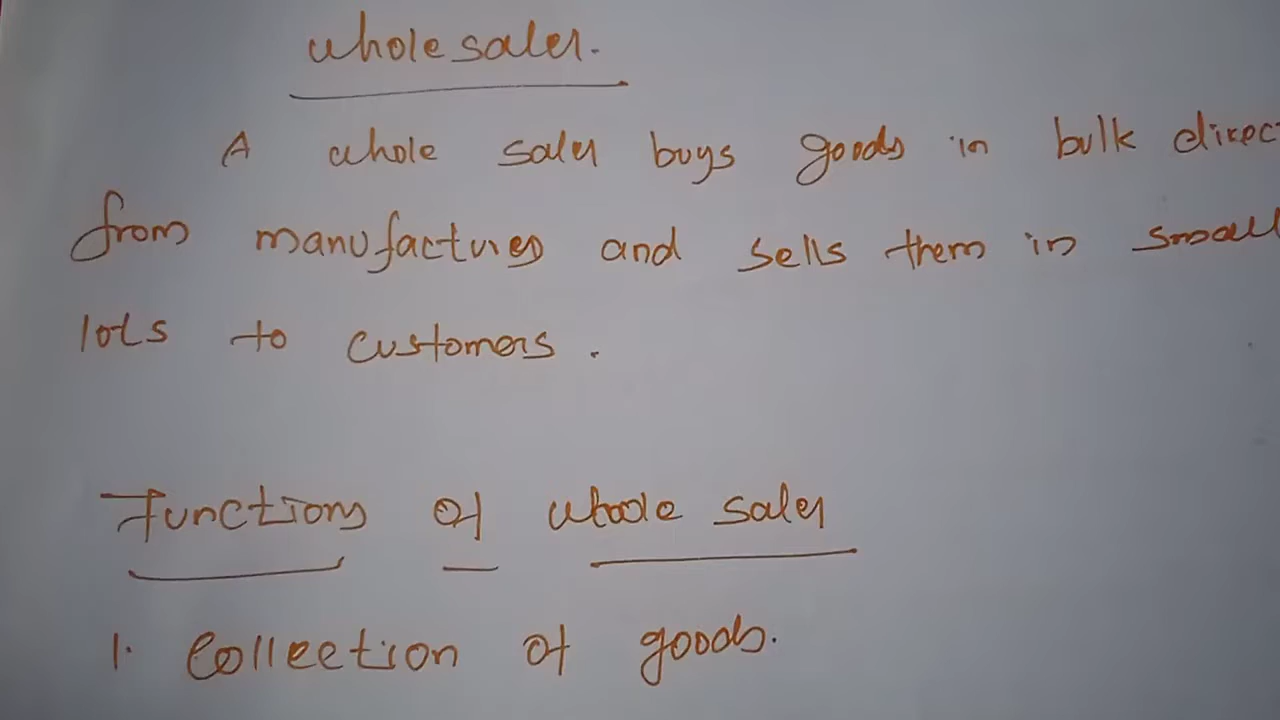 Whole saler.
A whole saler buys goods in bulk direc
from manufactures and sells them in small
lots to customers.
Functions of whole saler
1. Collection of goods.